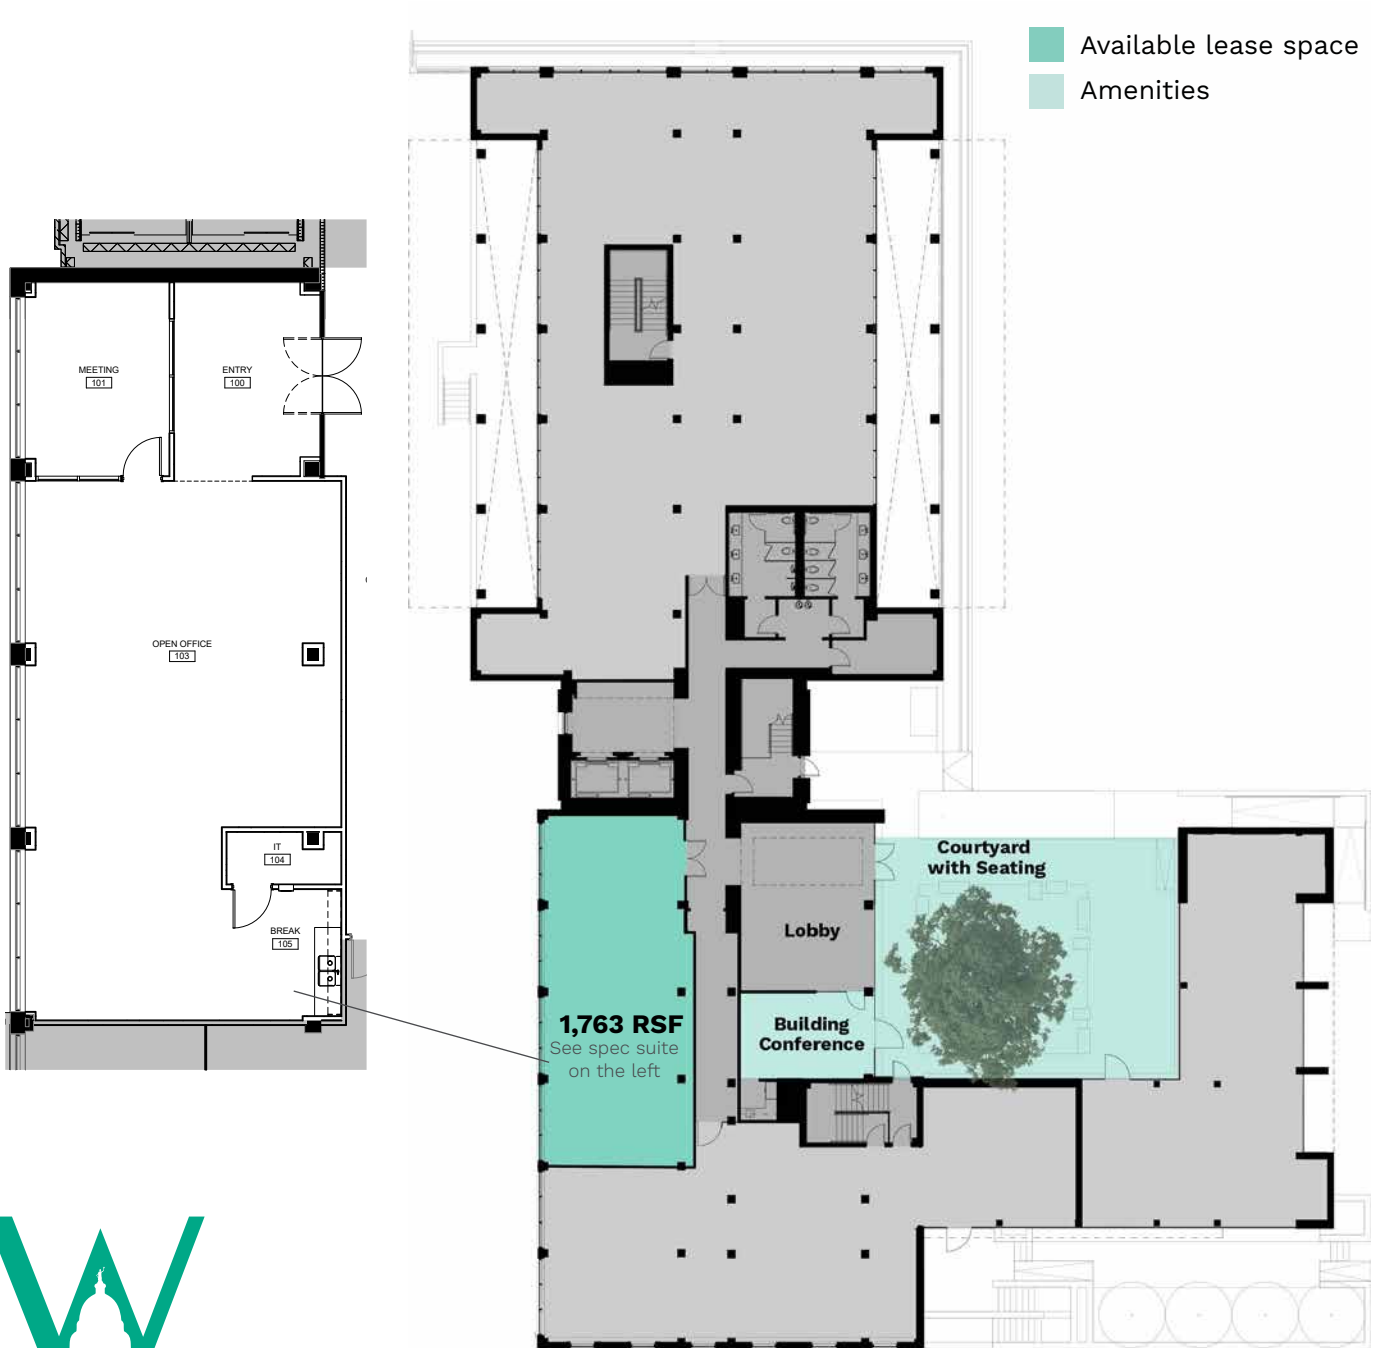 Available lease space
Amenities
MEETING
101
ENTRY
100
OPEN OFFICE
103
IT
104
BREAK
105
Courtyard
with Seating
Lobby
Building
Conference
1,763 RSF
See spec suite
on the left
W